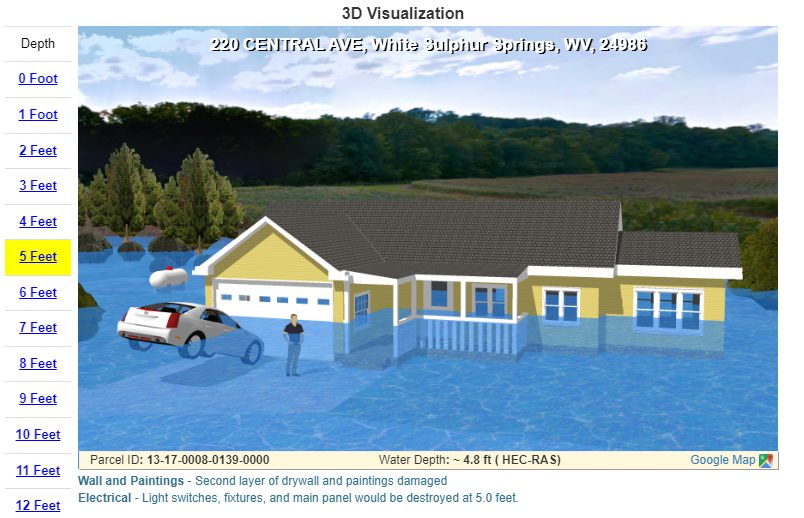 3D Visualization
Depth
220 CENTRAL AVE, White Sulphur Springs, WV, 24986
0 Foot
1 Foot
2 Feet
3 Feet
4 Feet
5 Feet
6 Feet
7 Feet
8 Feet
9 Feet
10 Feet
11 Feet
12 Feet
Parcel ID: 13-17-0008-0139-0000 Water Depth: ~ 4.8 ft ( HEC-RAS) Google Map
Wall and Paintings - Second layer of drywall and paintings damaged
Electrical - Light switches, fixtures, and main panel would be destroyed at 5.0 feet.